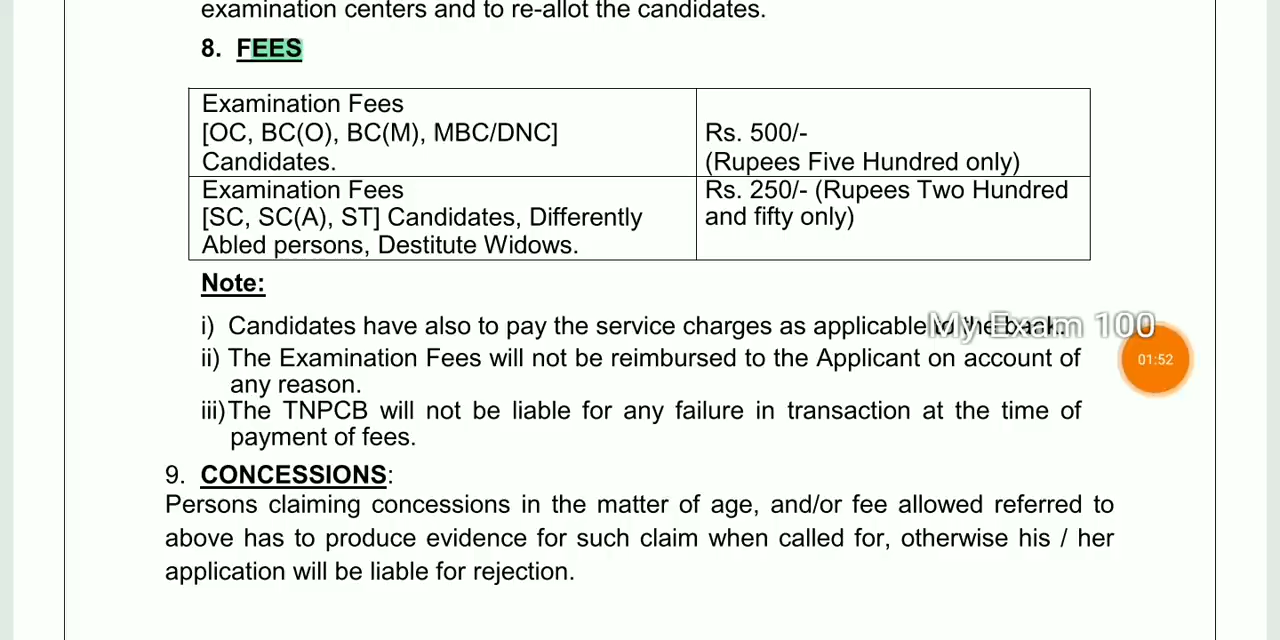 examination centers and to re-allot the candidates.
8. FEES
Examination Fees
[OC, BC(O), BC(M), MBC/DNC]
Candidates.
Rs. 500/-
(Rupees Five Hundred only)
Examination Fees
[SC, SC(A), ST] Candidates, Differently
Abled persons, Destitute Widows.
Rs. 250/- (Rupees Two Hundred
and fifty only)
Note:
i) Candidates have also to pay the service charges as applicable to the bank.
My Exam 100
01:52
ii) The Examination Fees will not be reimbursed to the Applicant on account of
any reason.
iii)The TNPCB will not be liable for any failure in transaction at the time of
payment of fees.
9. CONCESSIONS:
Persons claiming concessions in the matter of age, and/or fee allowed referred to
above has to produce evidence for such claim when called for, otherwise his / her
application will be liable for rejection.